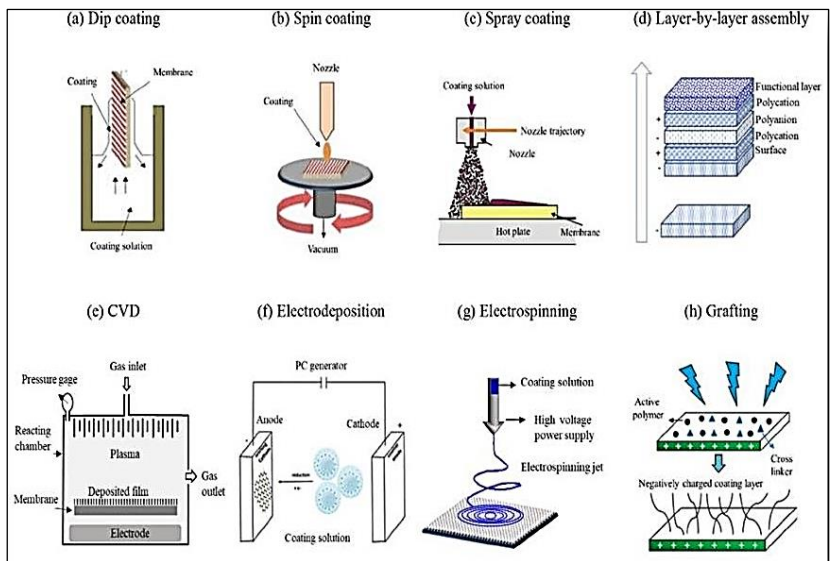 (a) Dip coating
Coating
Membrane
Coating solution
(b) Spin coating
Nozzle
Coating
Vacuum
(c) Spray coating
Coating solution
Nozzle trajectory
Nozzle
Membrane
Hot plate
(d) Layer-by-layer assembly
Functional layer
Polycation
+ Polyanion
- Polycation
+ Surface
-
-
(e) CVD
Gas inlet
Pressure gage
Reacting
chamber
Plasma
Gas
outlet
Deposited film
Membrane
Electrode
(f) Electrodeposition
PC generator
Anode
Cathode
-
+
Coating solution
(g) Electrospinning
Coating solution
High voltage
power supply
Electrospinning jet
(h) Grafting
Active
polymer
Cross
linker
Negatively charged coating layer